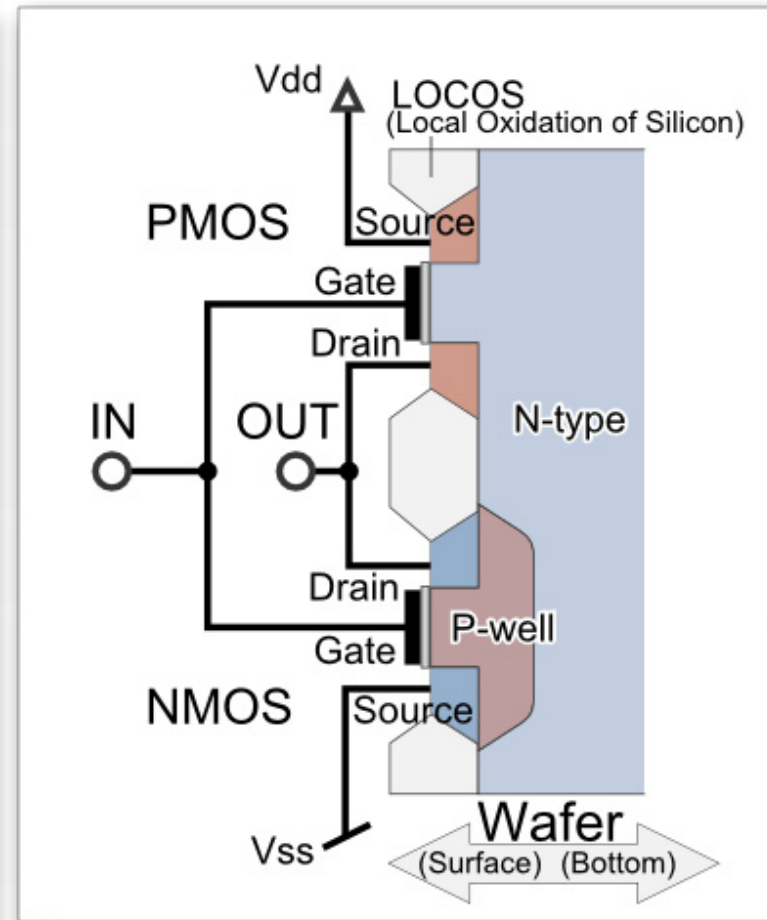 Vdd
LOCOS
(Local Oxidation of Silicon)
PMOS
Source
Gate
Drain
IN
OUT
N-type
Drain
P-well
Gate
NMOS
Source
Wafer
Vss
(Surface) (Bottom)